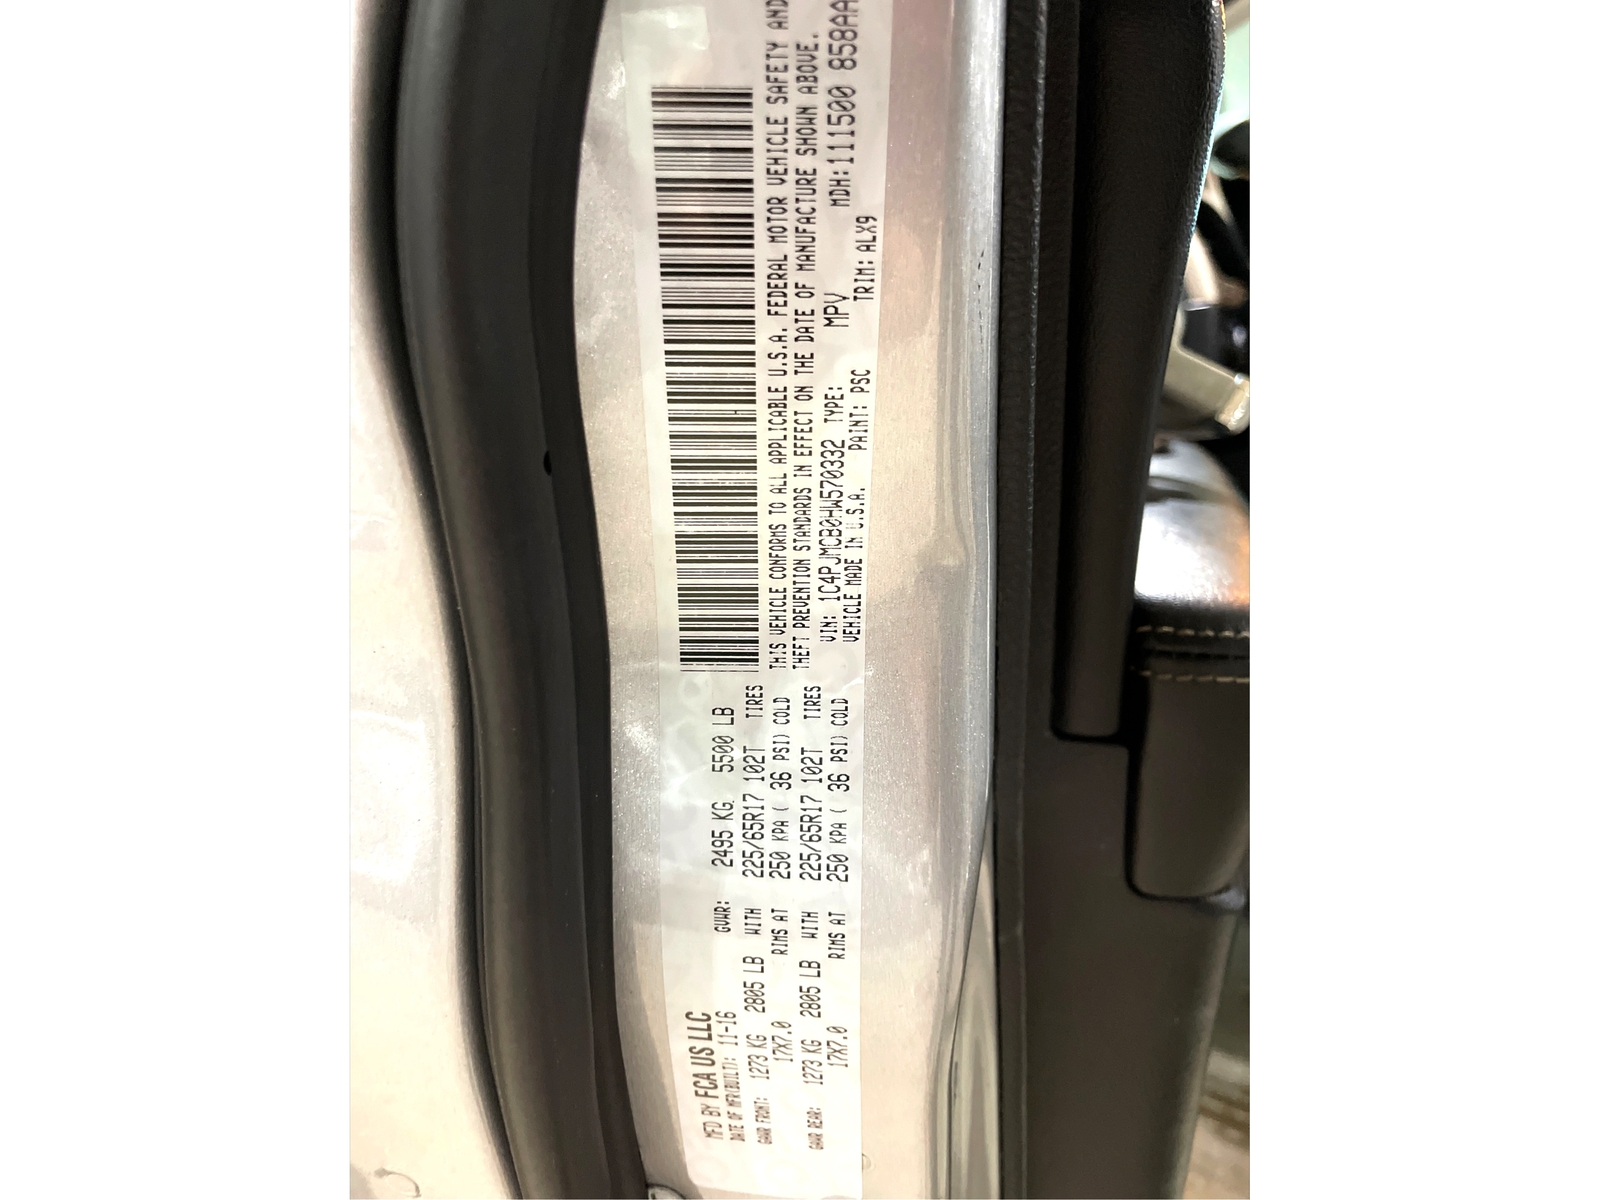 MFD BY FCA US LLC
DATE OF MFR(BUILT): 11-16 GVWR: 2495 KG. 5500 LB
GAWR FRONT: 1273 KG 2805 LB WITH 225/65R17 102T TIRES
17X7.0 RIMS AT 250 KPA ( 36 PSI) COLD
GAWR REAR: 1273 KG 2805 LB WITH 225/65R17 102T TIRES
17X7.0 RIMS AT 250 KPA ( 36 PSI) COLD
THIS VEHICLE CONFORMS TO ALL APPLICABLE U.S.A. FEDERAL MOTOR VEHICLE SAFETY AND
THEFT PREVENTION STANDARDS IN EFFECT ON THE DATE OF MANUFACTURE SHOWN ABOVE.
VIN: 1C4PJMCB0HW570332 TYPE: MPV MDH:111500 858AA
VEHICLE MADE IN U.S.A. PAINT: PSC TRIM: ALX9